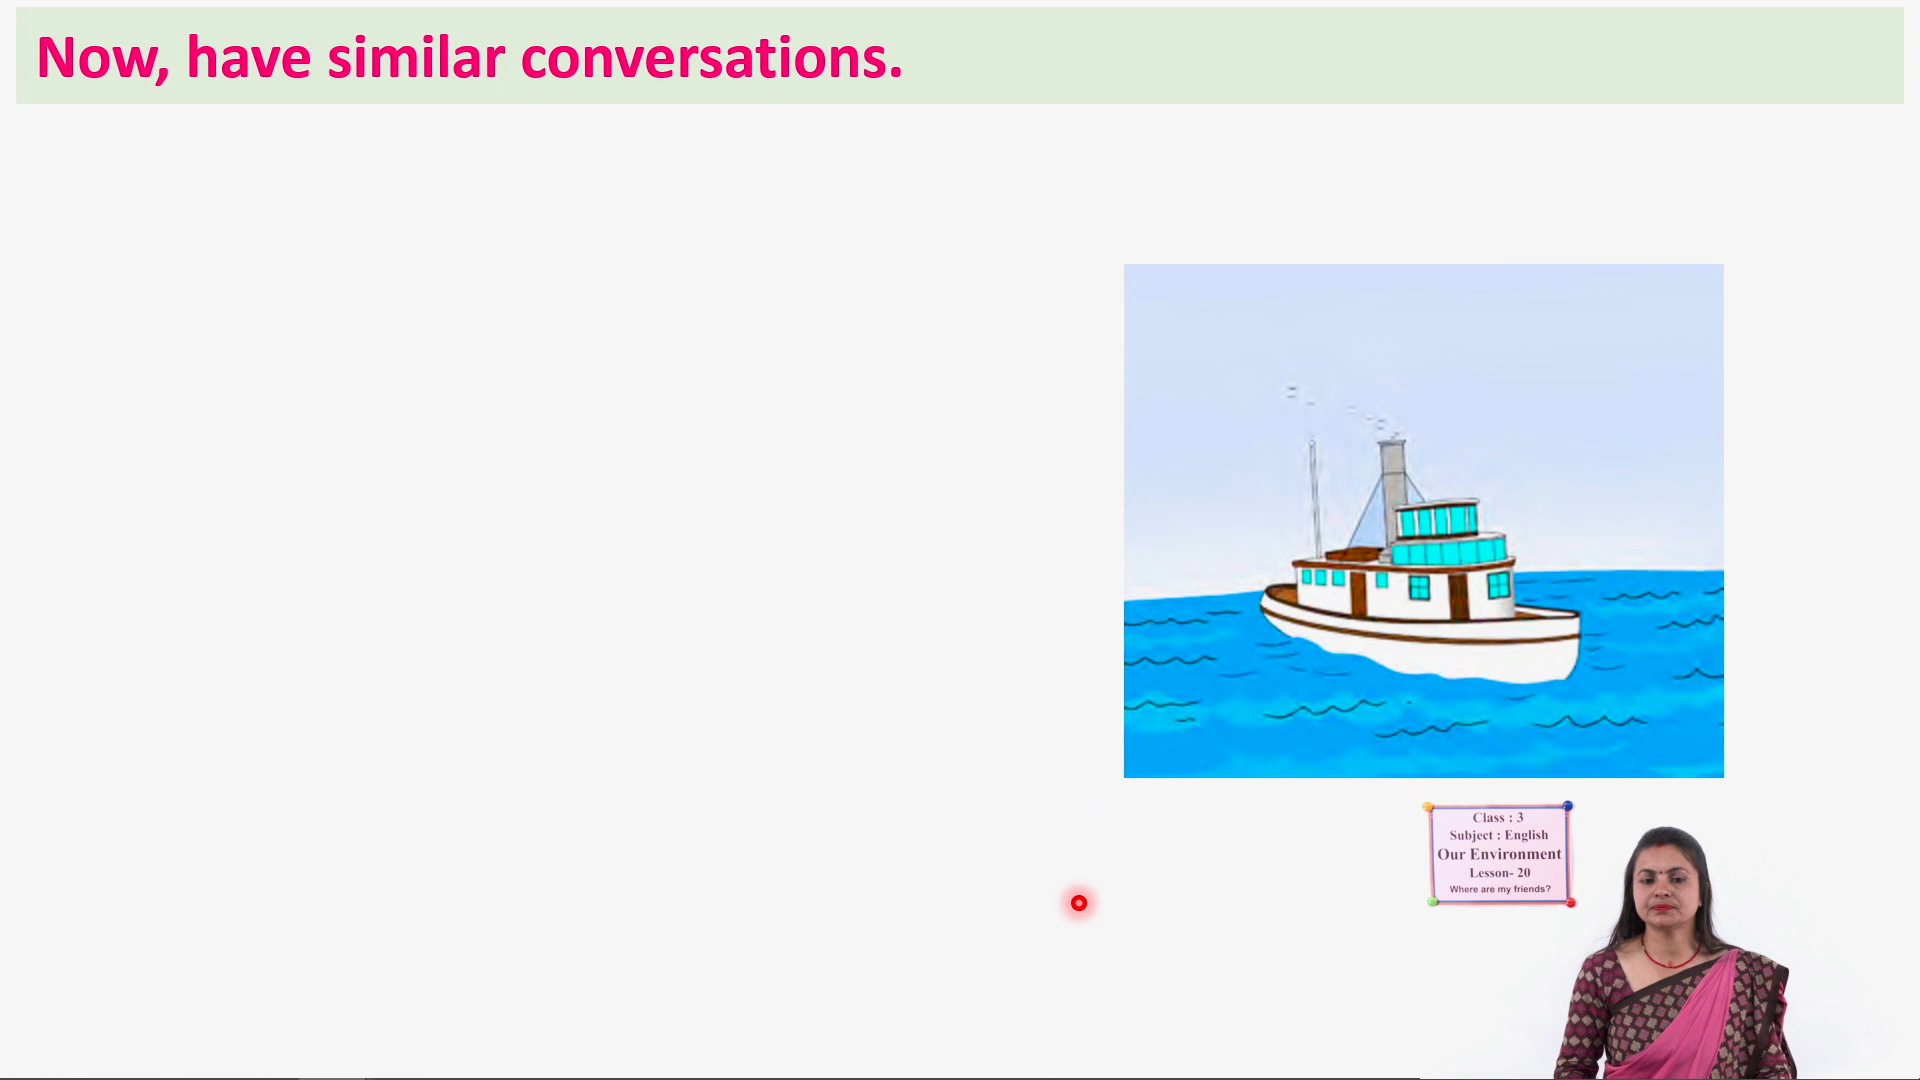 Now, have similar conversations.
Class : 3
Subject : English
Our Environment
Lesson- 20
Where are my friends?